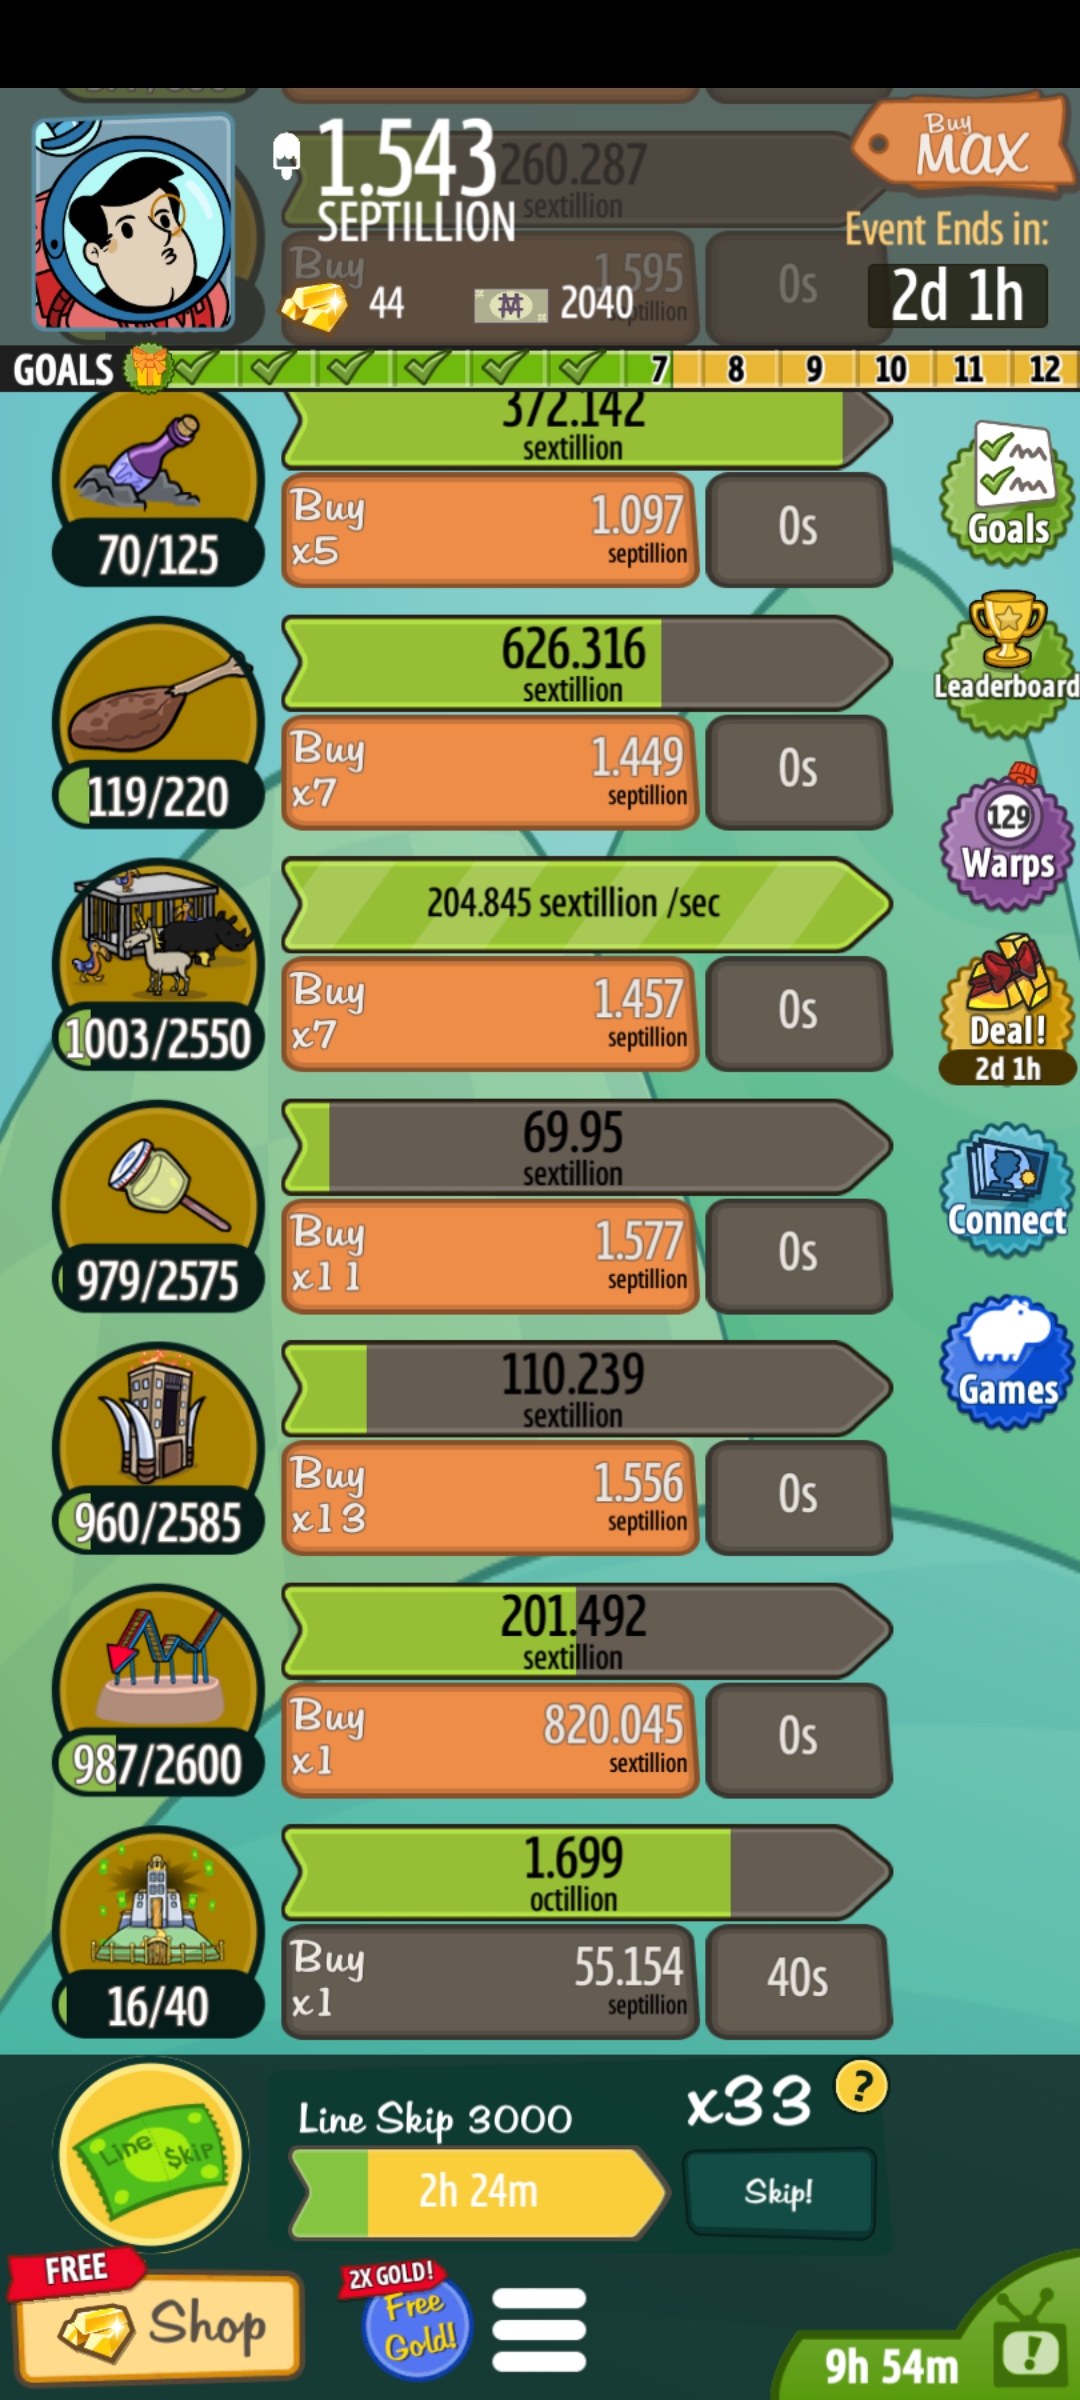 1.543
SEPTILLION
260.287
sextillion
Buy
1.595
44
2040
Buy
MAX
Event Ends in:
2d 1h
0s
GOALS
7 8 9 10 11 12
372.142
sextillion
70/125
Buy
x5
1.097
septillion
0s
Goals
626.316
sextillion
119/220
Buy
x7
1.449
septillion
0s
Leaderboard
204.845 sextillion /sec
1003/2550
Buy
x7
1.457
septillion
0s
129
Warps
Deal!
2d 1h
69.95
sextillion
979/2575
Buy
x11
1.577
septillion
0s
Connect
110.239
sextillion
960/2585
Buy
x13
1.556
septillion
0s
Games
201.492
sextillion
987/2600
Buy
x1
820.045
sextillion
0s
1.699
octillion
16/40
Buy
x1
55.154
septillion
40s
Line $kip
Line Skip 3000
2h 24m
x33
?
Skip!
FREE
Shop
2X GOLD!
Free
Gold!
9h 54m
!